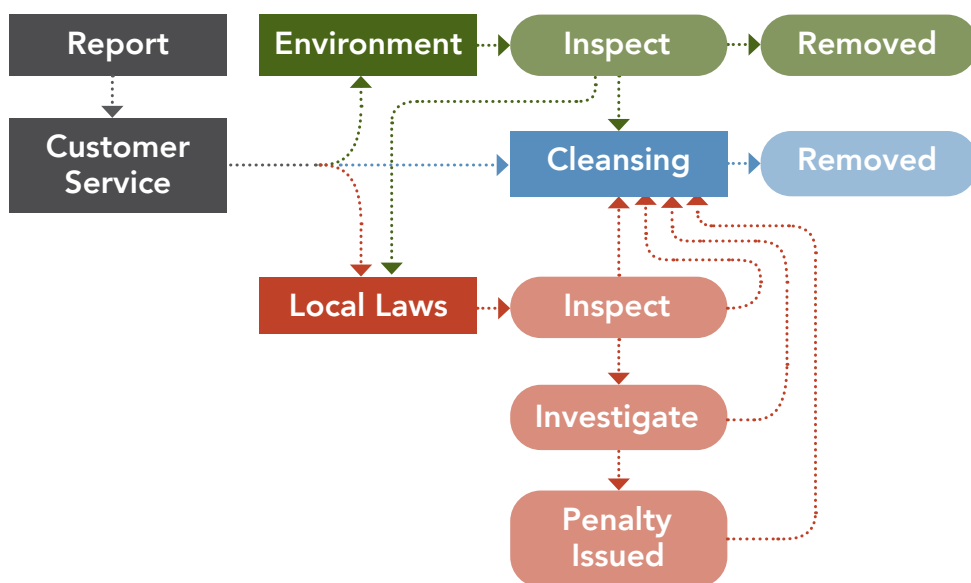 Report
Environment
Inspect
Removed
Customer
Service
Cleansing
Removed
Local Laws
Inspect
Investigate
Penalty
Issued